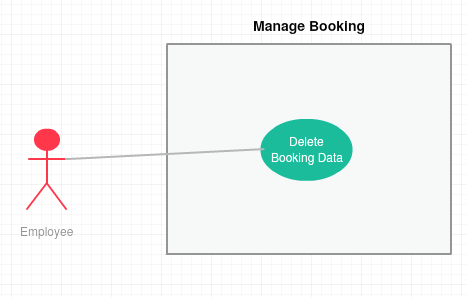 Manage Booking
Delete
Booking Data
Employee